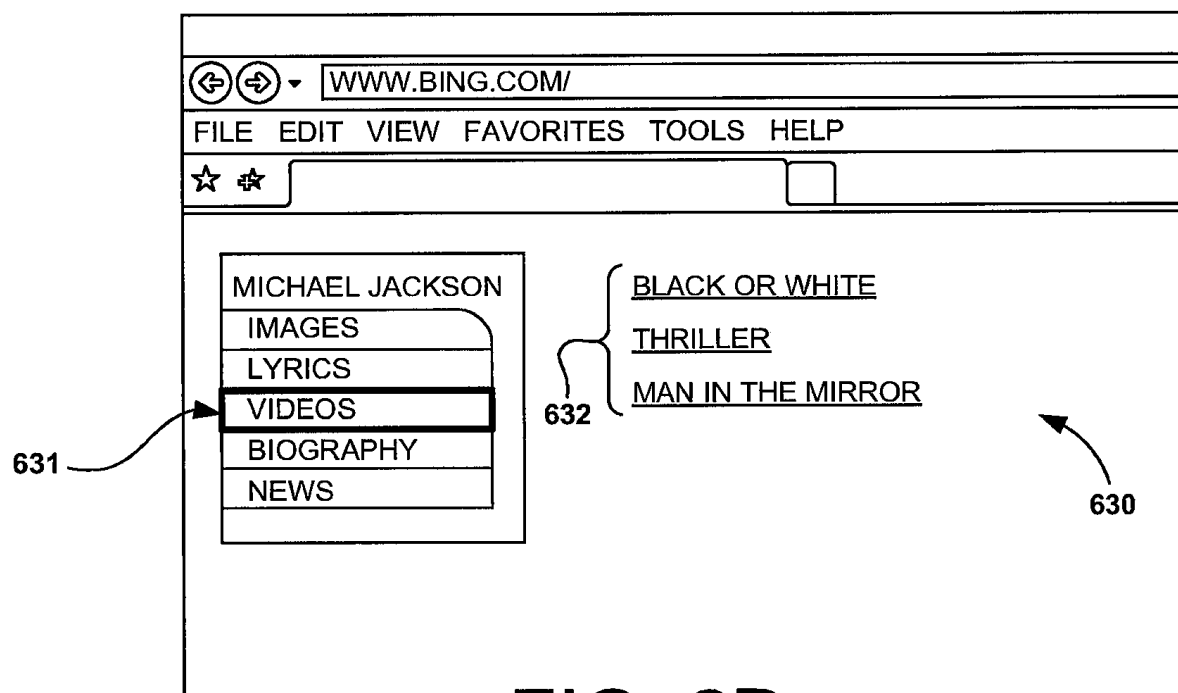 WWW.BING.COM/
FILE EDIT VIEW FAVORITES TOOLS HELP
MICHAEL JACKSON
IMAGES
LYRICS
VIDEOS
BIOGRAPHY
NEWS
BLACK OR WHITE
THRILLER
MAN IN THE MIRROR
632
631
630